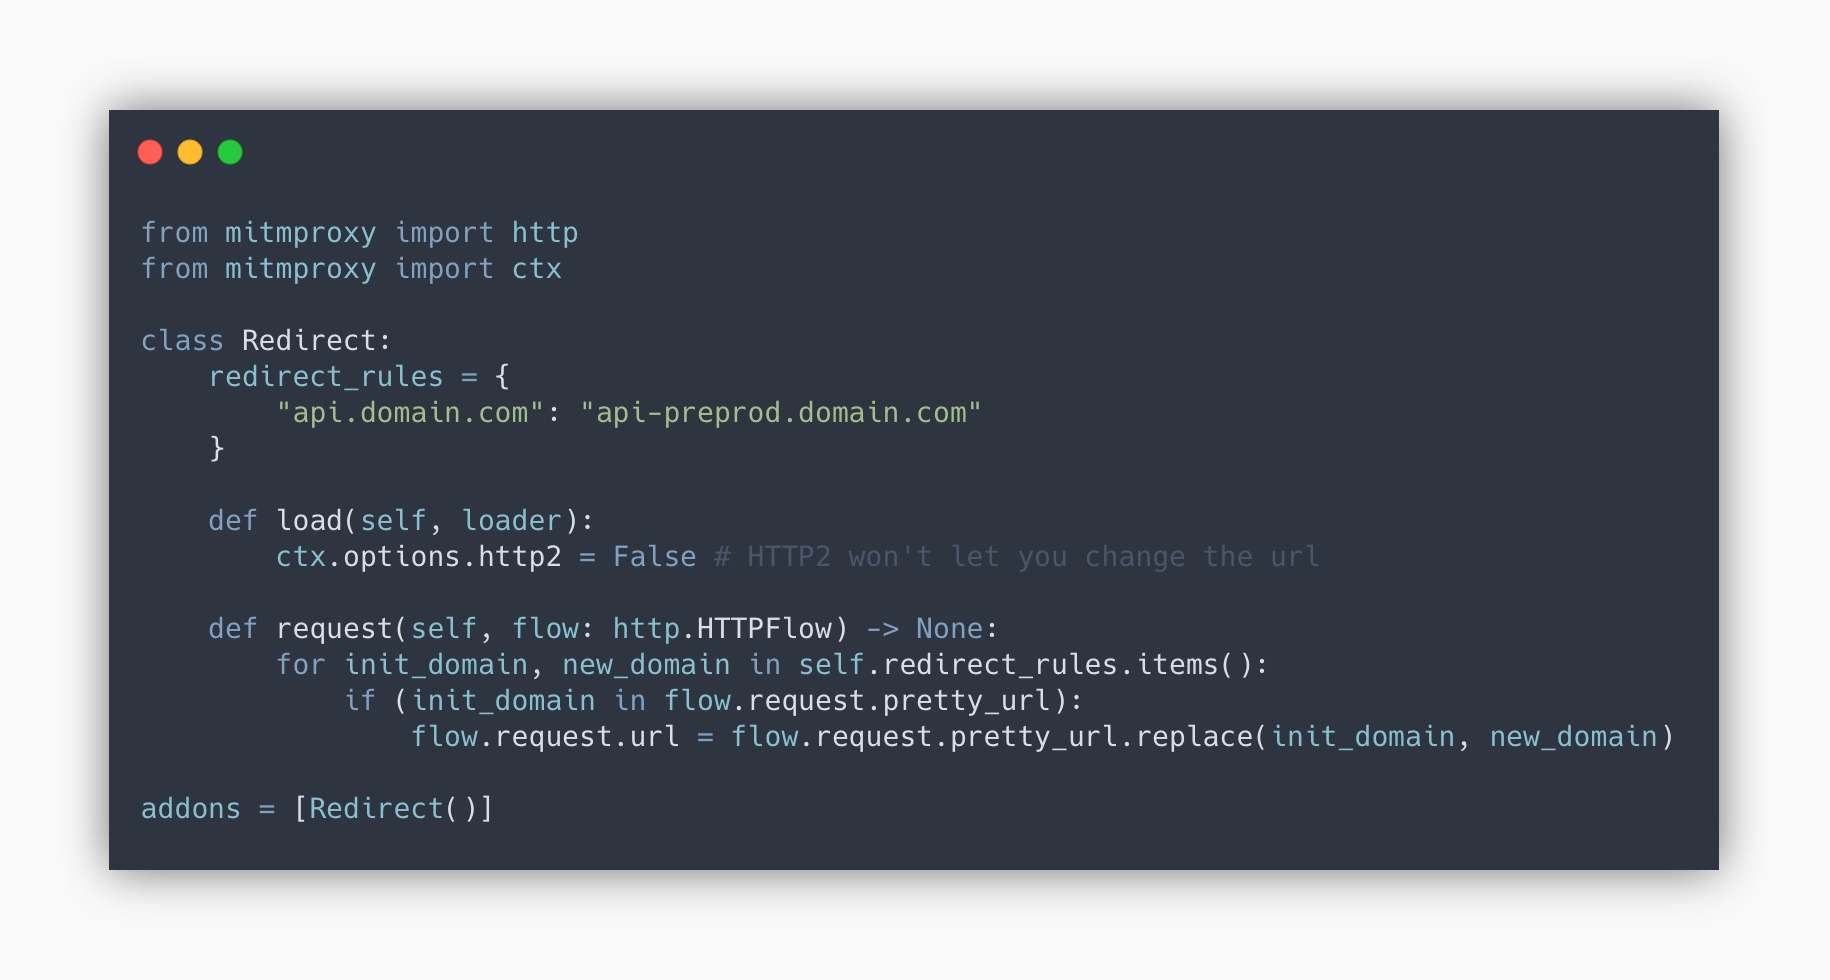 from mitmproxy import http
from mitmproxy import ctx
class Redirect:
    redirect_rules = {
        "api.domain.com": "api-preprod.domain.com"
    }
    def load(self, loader):
        ctx.options.http2 = False # HTTP2 won't let you change the url
    def request(self, flow: http.HTTPFlow) -> None:
        for init_domain, new_domain in self.redirect_rules.items():
            if (init_domain in flow.request.pretty_url):
                flow.request.url = flow.request.pretty_url.replace(init_domain, new_domain)
addons = [Redirect()]